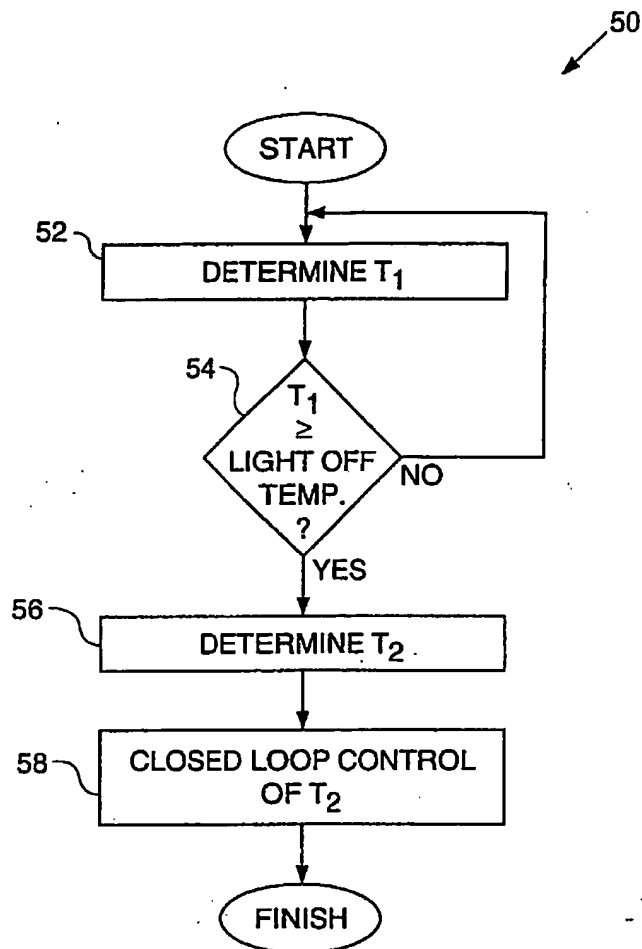 50
START
52
DETERMINE T₁
54
T₁
≥
LIGHT OFF
TEMP.
?
NO
YES
56
DETERMINE T₂
58
CLOSED LOOP CONTROL
OF T₂
FINISH